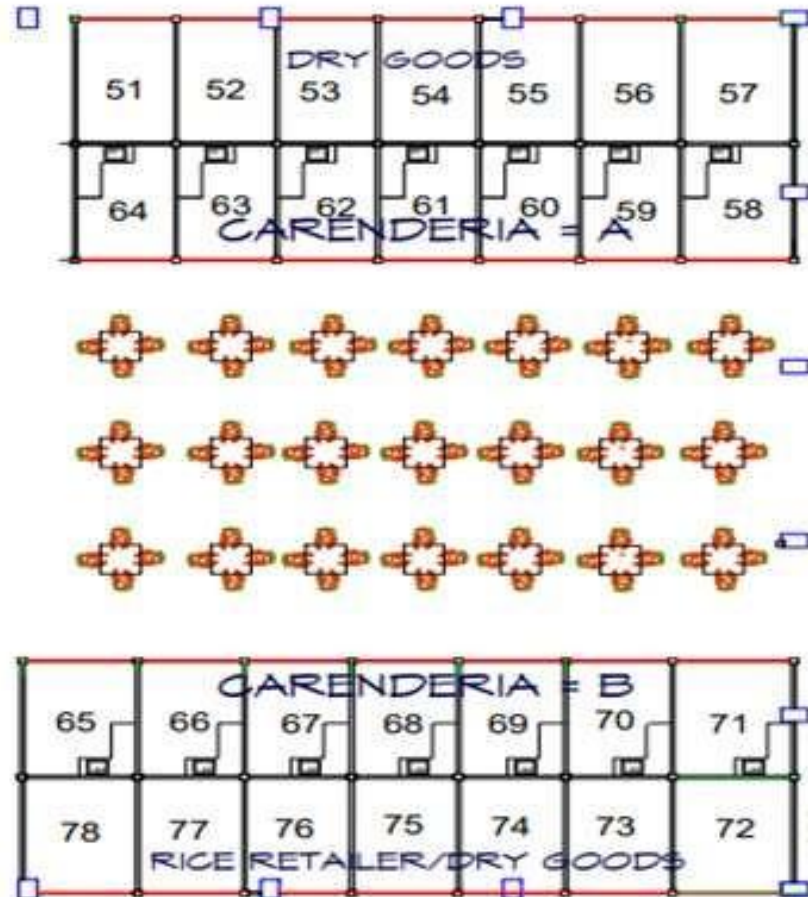 DRY GOODS
51 52 53 54 55 56 57
64 63 62 61 60 59 58
CARENDERIA = A
CARENDERIA = B
65 66 67 68 69 70 71
78 77 76 75 74 73 72
RICE RETAILER/DRY GOODS